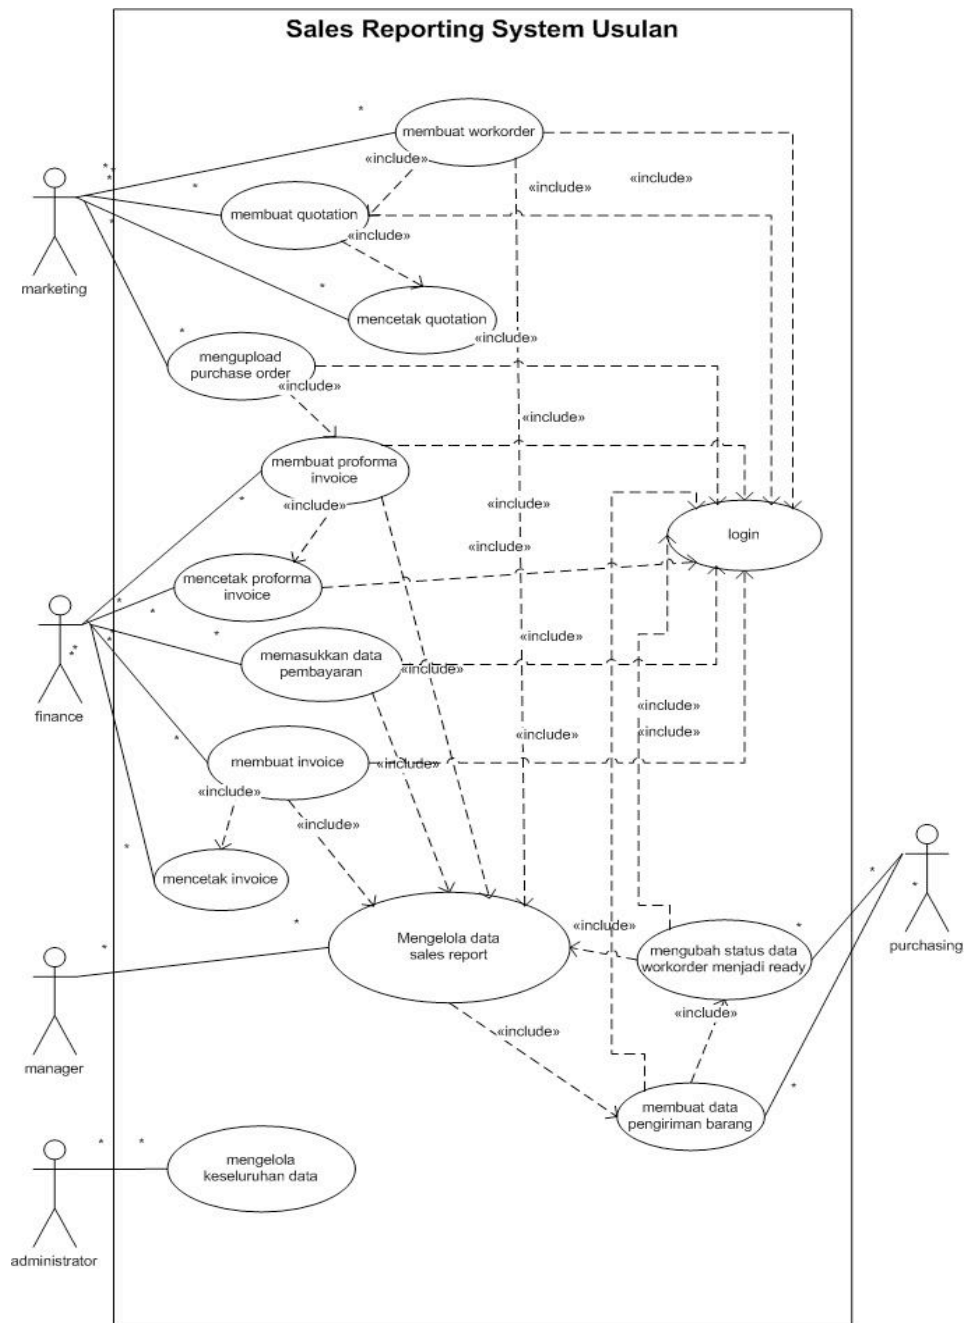 Sales Reporting System Usulan
*
membuat workorder
«include»
* *
*
*
«include»
«include»
membuat quotation
*
«include»
marketing
*
mencetak quotation
*
«include»
mengupload
purchase order
«include»
«include»
membuat proforma
invoice
*
«include»
«include»
login
«include»
mencetak proforma
invoice
*
*
*
*
* *
memasukkan data
pembayaran
«include»
«include»
finance
«include»
*
membuat invoice
«include»
«include»
«include»
«include»
«include»
*
mencetak invoice
*
*
*
*
«include»
*
Mengelola data
sales report
mengubah status data
workorder menjadi ready
purchasing
«include»
«include»
manager
*
membuat data
pengiriman barang
* *
mengelola
keseluruhan data
administrator